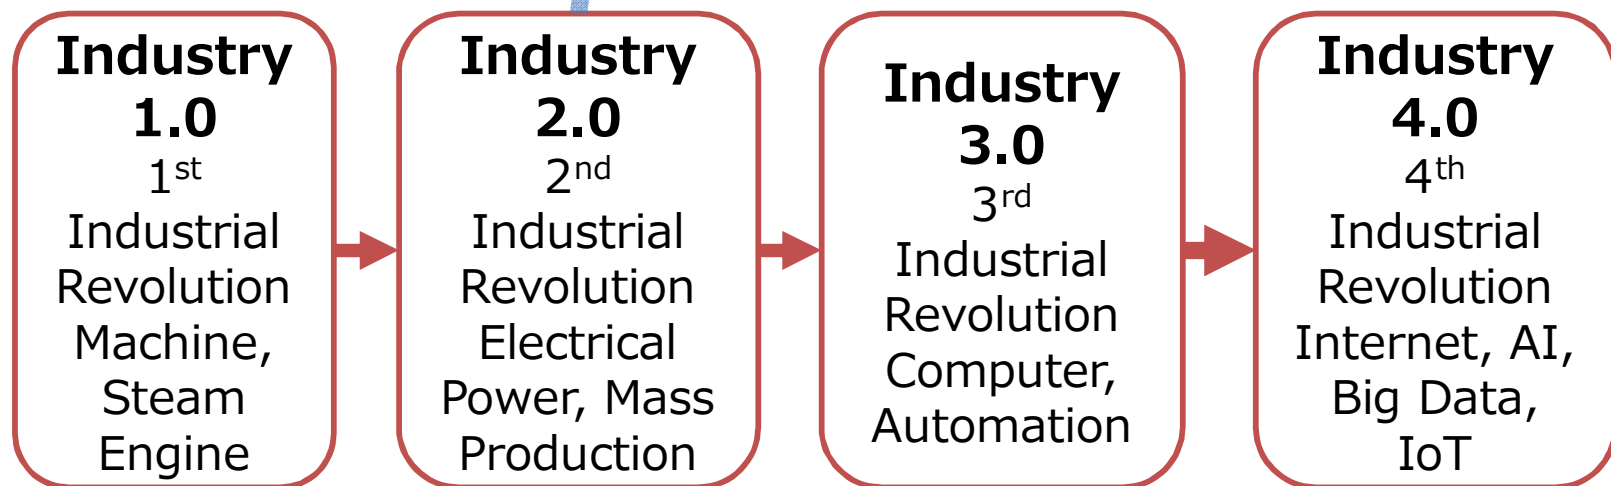 Industry
1.0
1st
Industrial
Revolution
Machine,
Steam
Engine
Industry
2.0
2nd
Industrial
Revolution
Electrical
Power, Mass
Production
Industry
3.0
3rd
Industrial
Revolution
Computer,
Automation
Industry
4.0
4th
Industrial
Revolution
Internet, AI,
Big Data,
IoT